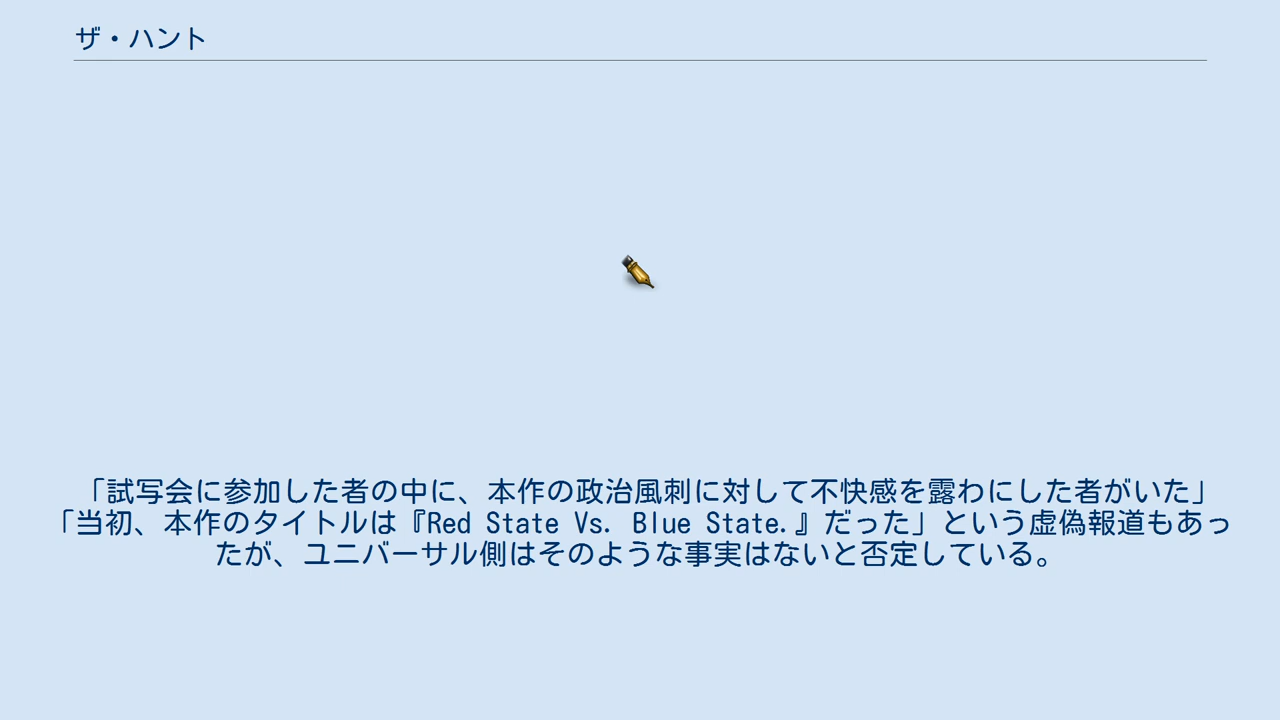 ザ・ハント
「試写会に参加した者の中に、本作の政治風刺に対して不快感を露わにした者がいた」
「当初、本作のタイトルは『Red State Vs. Blue State.』だった」という虚偽報道もあっ
たが、ユニバーサル側はそのような事実はないと否定している。